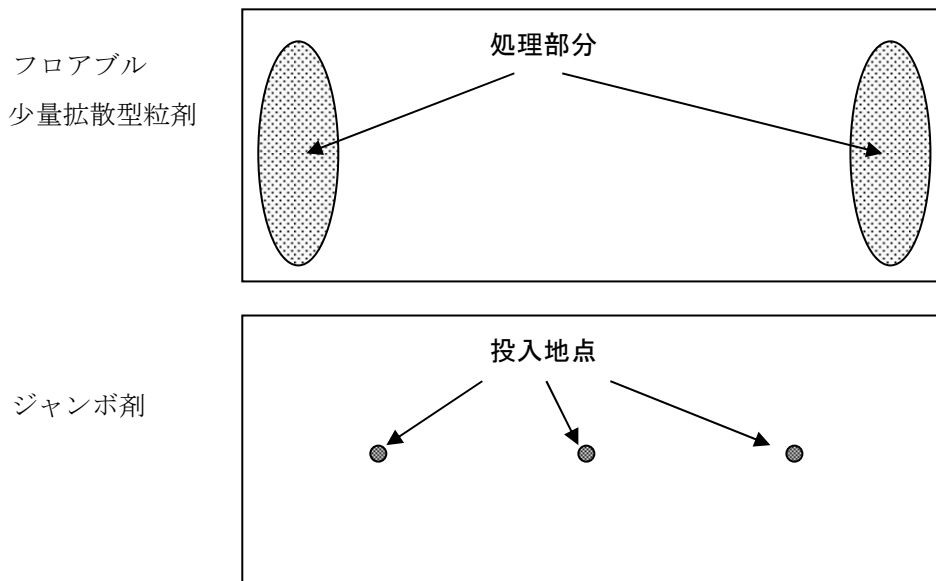 フロアブル
少量拡散型粒剤
処理部分
ジャンボ剤
投入地点